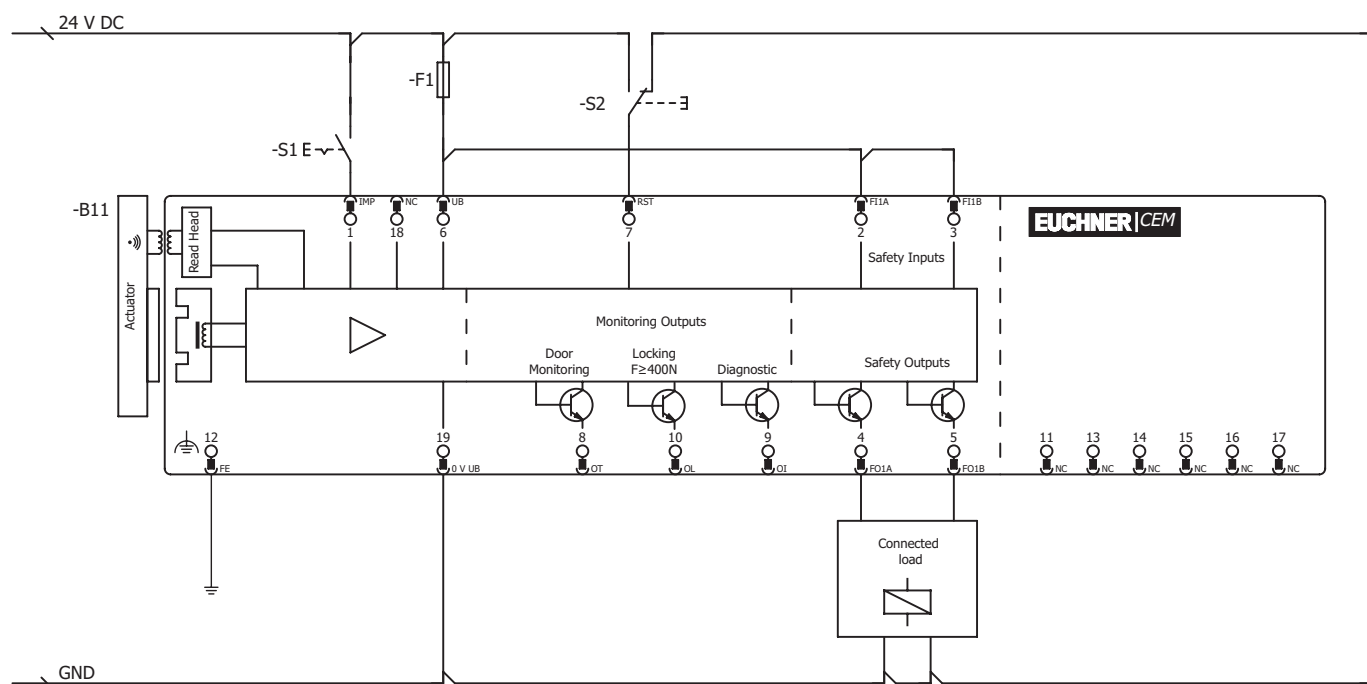 24 V DC
-F1
-S2
-S1
-B11
IMP
NC
UB
RST
FI1A
FI1B
1
18
6
7
2
3
EUCHNER CEM
Read Head
Actuator
Safety Inputs
Monitoring Outputs
Door
Monitoring
Locking
F≥400N
Diagnostic
Safety Outputs
12
19
8
10
9
4
5
11
13
14
15
16
17
FE
0 V UB
OT
OL
OI
FO1A
FO1B
NC
NC
NC
NC
NC
NC
Connected
load
GND